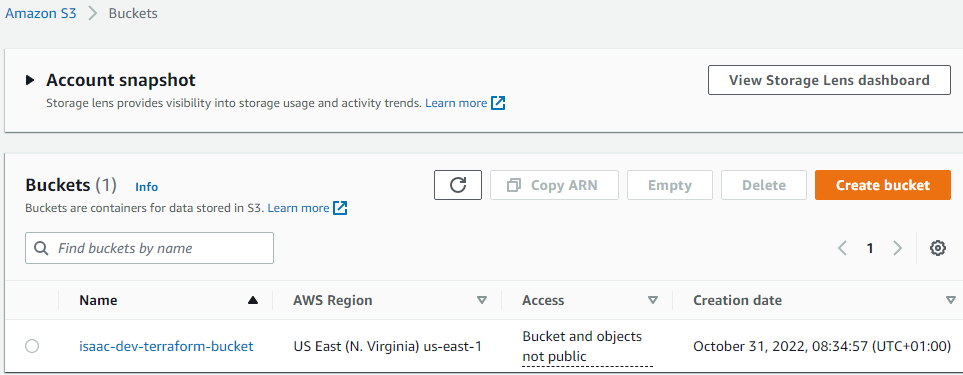 Amazon S3 > Buckets
Account snapshot
View Storage Lens dashboard
Storage lens provides visibility into storage usage and activity trends. Learn more
Buckets (1) Info
Copy ARN Empty Delete Create bucket
Buckets are containers for data stored in S3. Learn more
Find buckets by name
1
Name AWS Region Access Creation date
isaac-dev-terraform-bucket US East (N. Virginia) us-east-1 Bucket and objects October 31, 2022, 08:34:57 (UTC+01:00)
not public